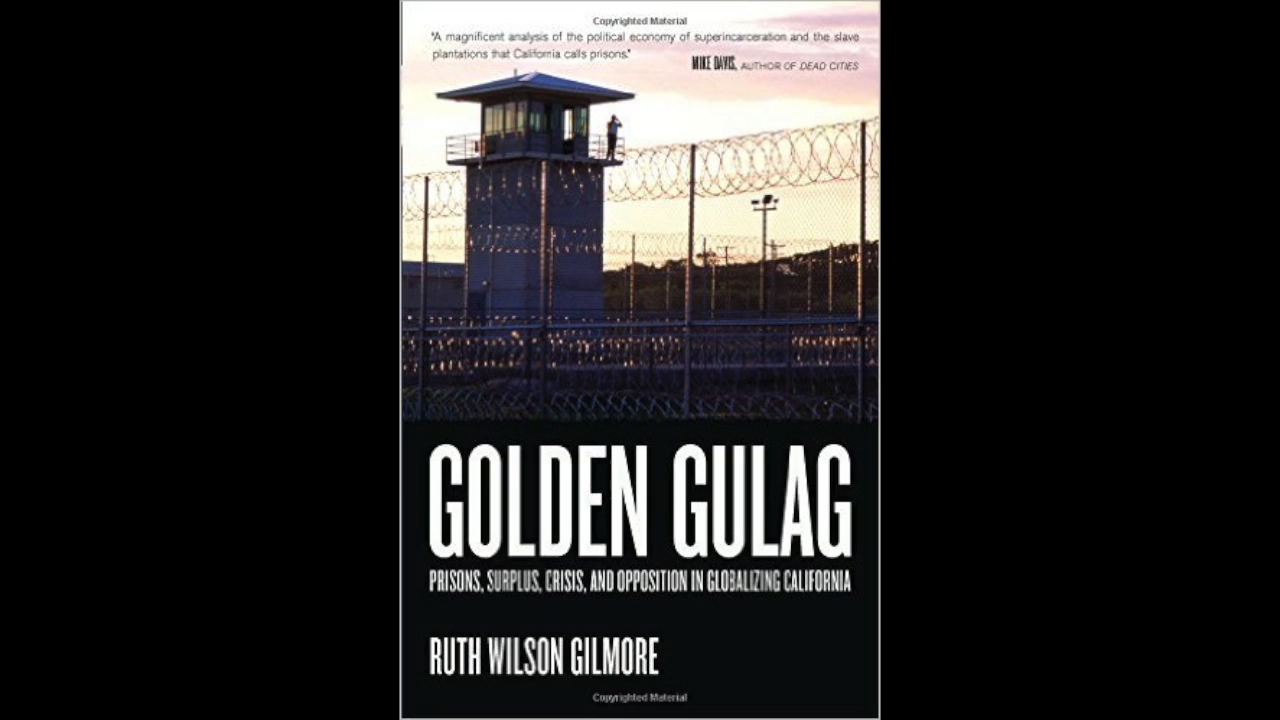 Copyrighted Material
"A magnificent analysis of the political economy of superincarceration and the slave
plantations that California calls prisons."
MIKE DAVIS, AUTHOR OF DEAD CITIES
GOLDEN GULAG
PRISONS, SURPLUS, CRISIS, AND OPPOSITION IN GLOBALIZING CALIFORNIA
RUTH WILSON GILMORE
Copyrighted Material